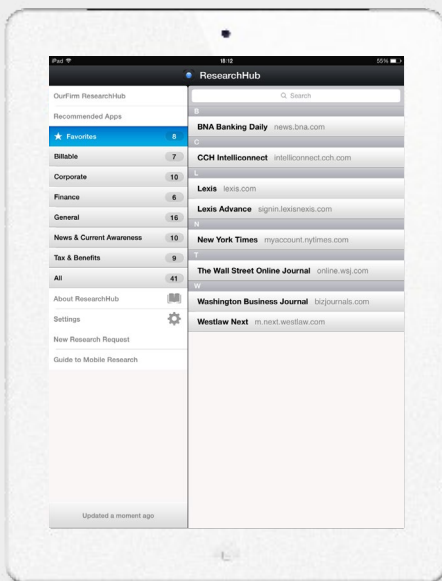 iPad 18:12 55%
ResearchHub
OurFirm ResearchHub
Recommended Apps
★ Favorites 8
Billable 7
Corporate 10
Finance 6
General 16
News & Current Awareness 10
Tax & Benefits 9
All 41
About ResearchHub
Settings
New Research Request
Guide to Mobile Research
Updated a moment ago
Search
B
BNA Banking Daily news.bna.com
C
CCH Intelliconnect intelliconnect.cch.com
L
Lexis lexis.com
Lexis Advance signin.lexisnexis.com
N
New York Times myaccount.nytimes.com
T
The Wall Street Online Journal online.wsj.com
W
Washington Business Journal bizjournals.com
Westlaw Next m.next.westlaw.com